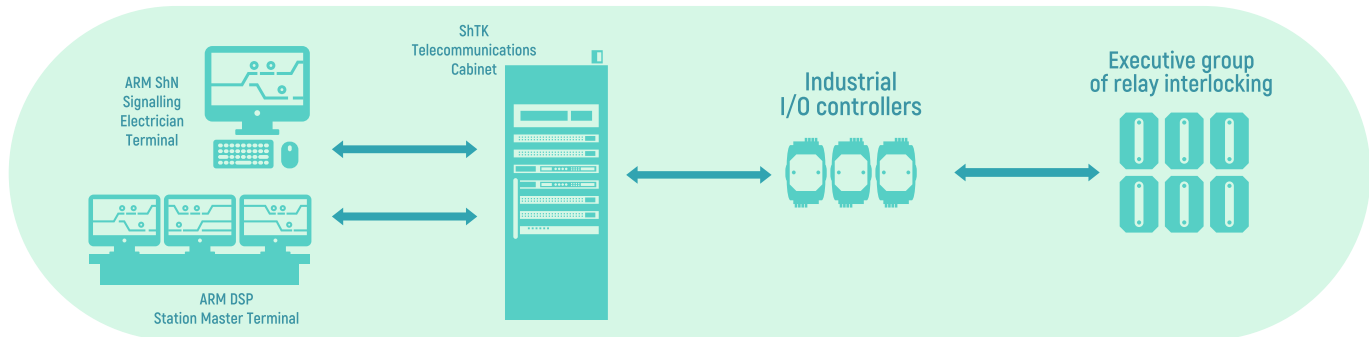 ARM ShN
Signalling
Electrician
Terminal
ARM DSP
Station Master Terminal
ShTK
Telecommunications
Cabinet
Industrial
I/O controllers
Executive group
of relay interlocking